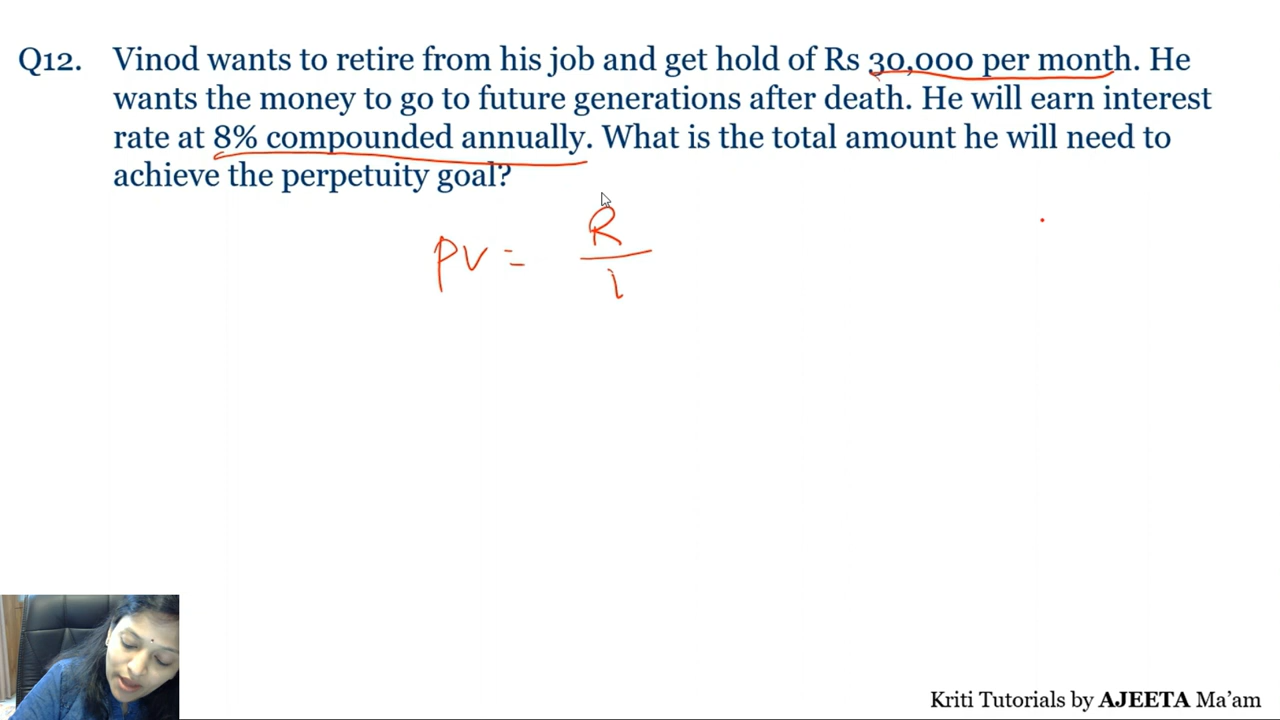 Q12. Vinod wants to retire from his job and get hold of Rs 30,000 per month. He
wants the money to go to future generations after death. He will earn interest
rate at 8% compounded annually. What is the total amount he will need to
achieve the perpetuity goal?
PV = R
i
Kriti Tutorials by AJEETA Ma'am